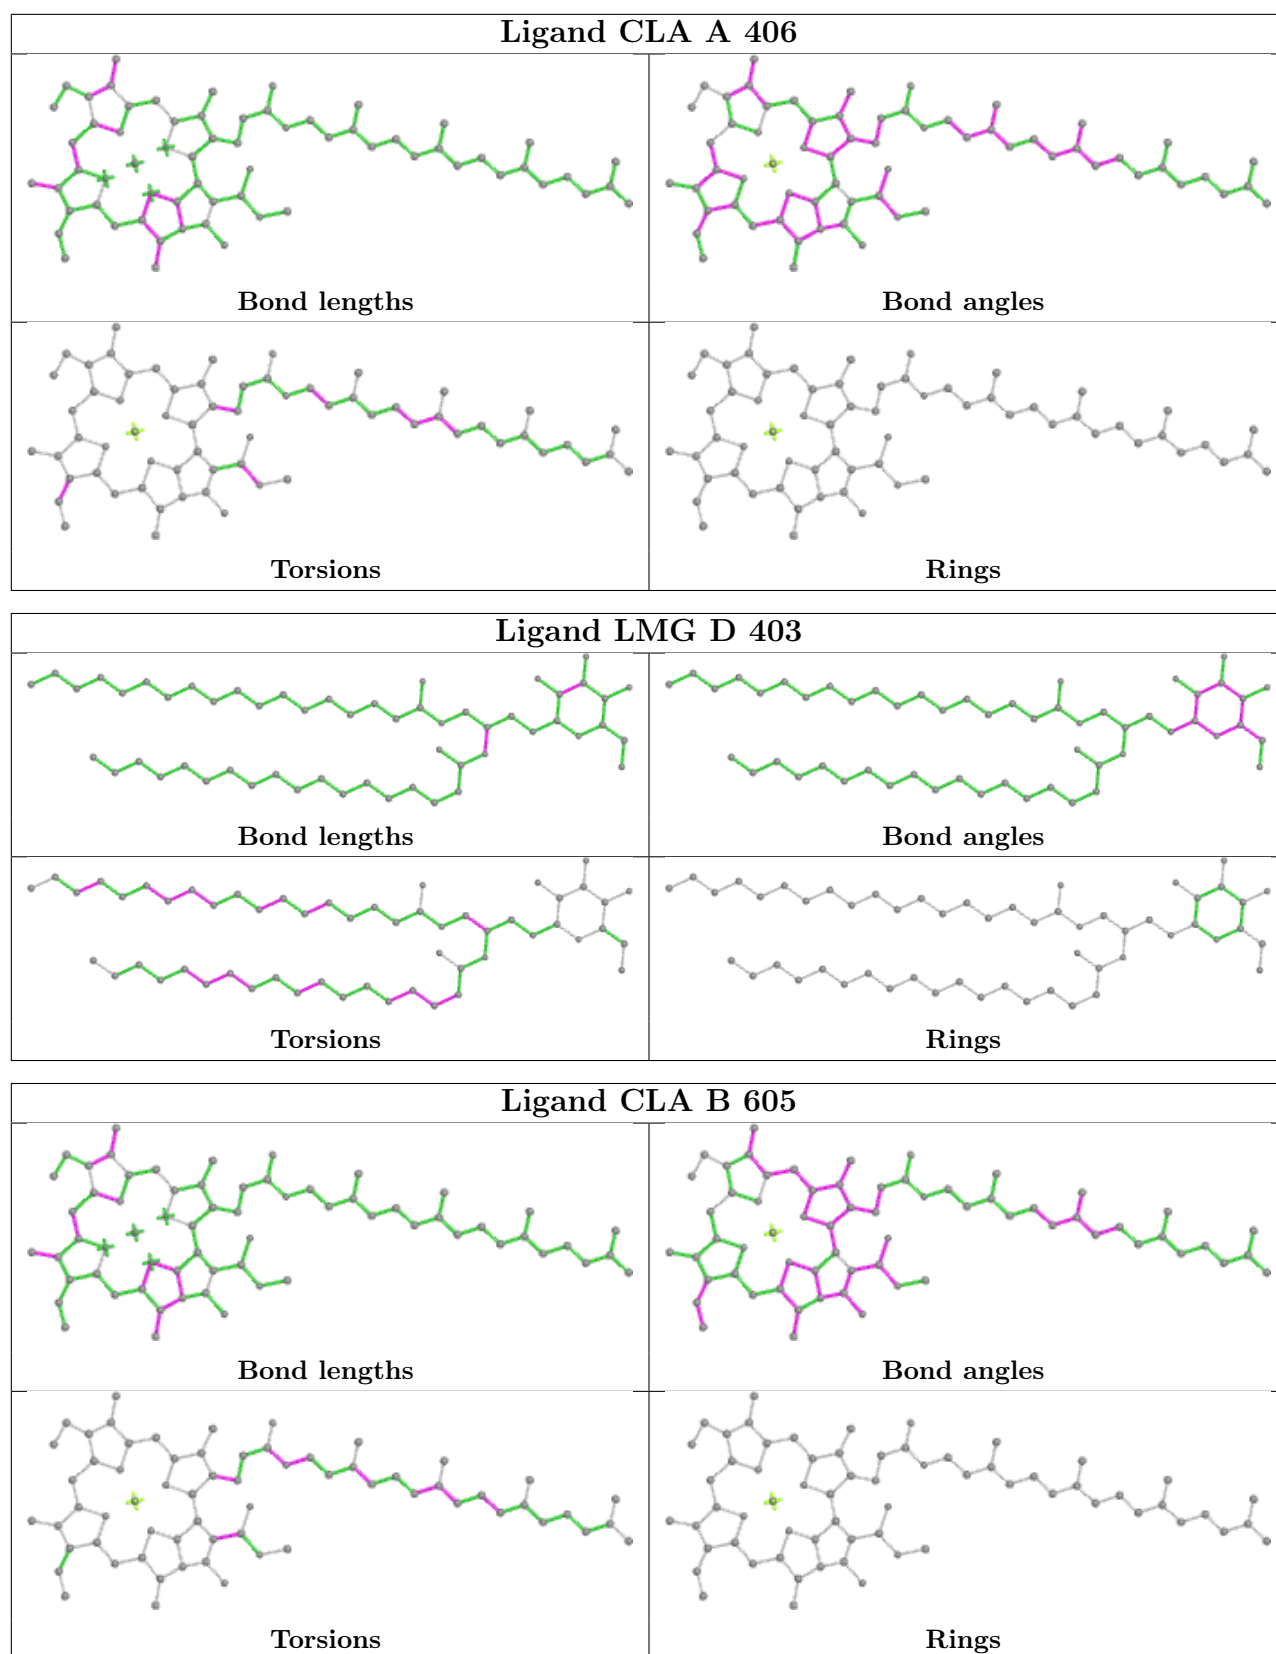 Ligand CLA A 406
Bond lengths
Bond angles
Torsions
Rings
Ligand LMG D 403
Bond lengths
Bond angles
Torsions
Rings
Ligand CLA B 605
Bond lengths
Bond angles
Torsions
Rings